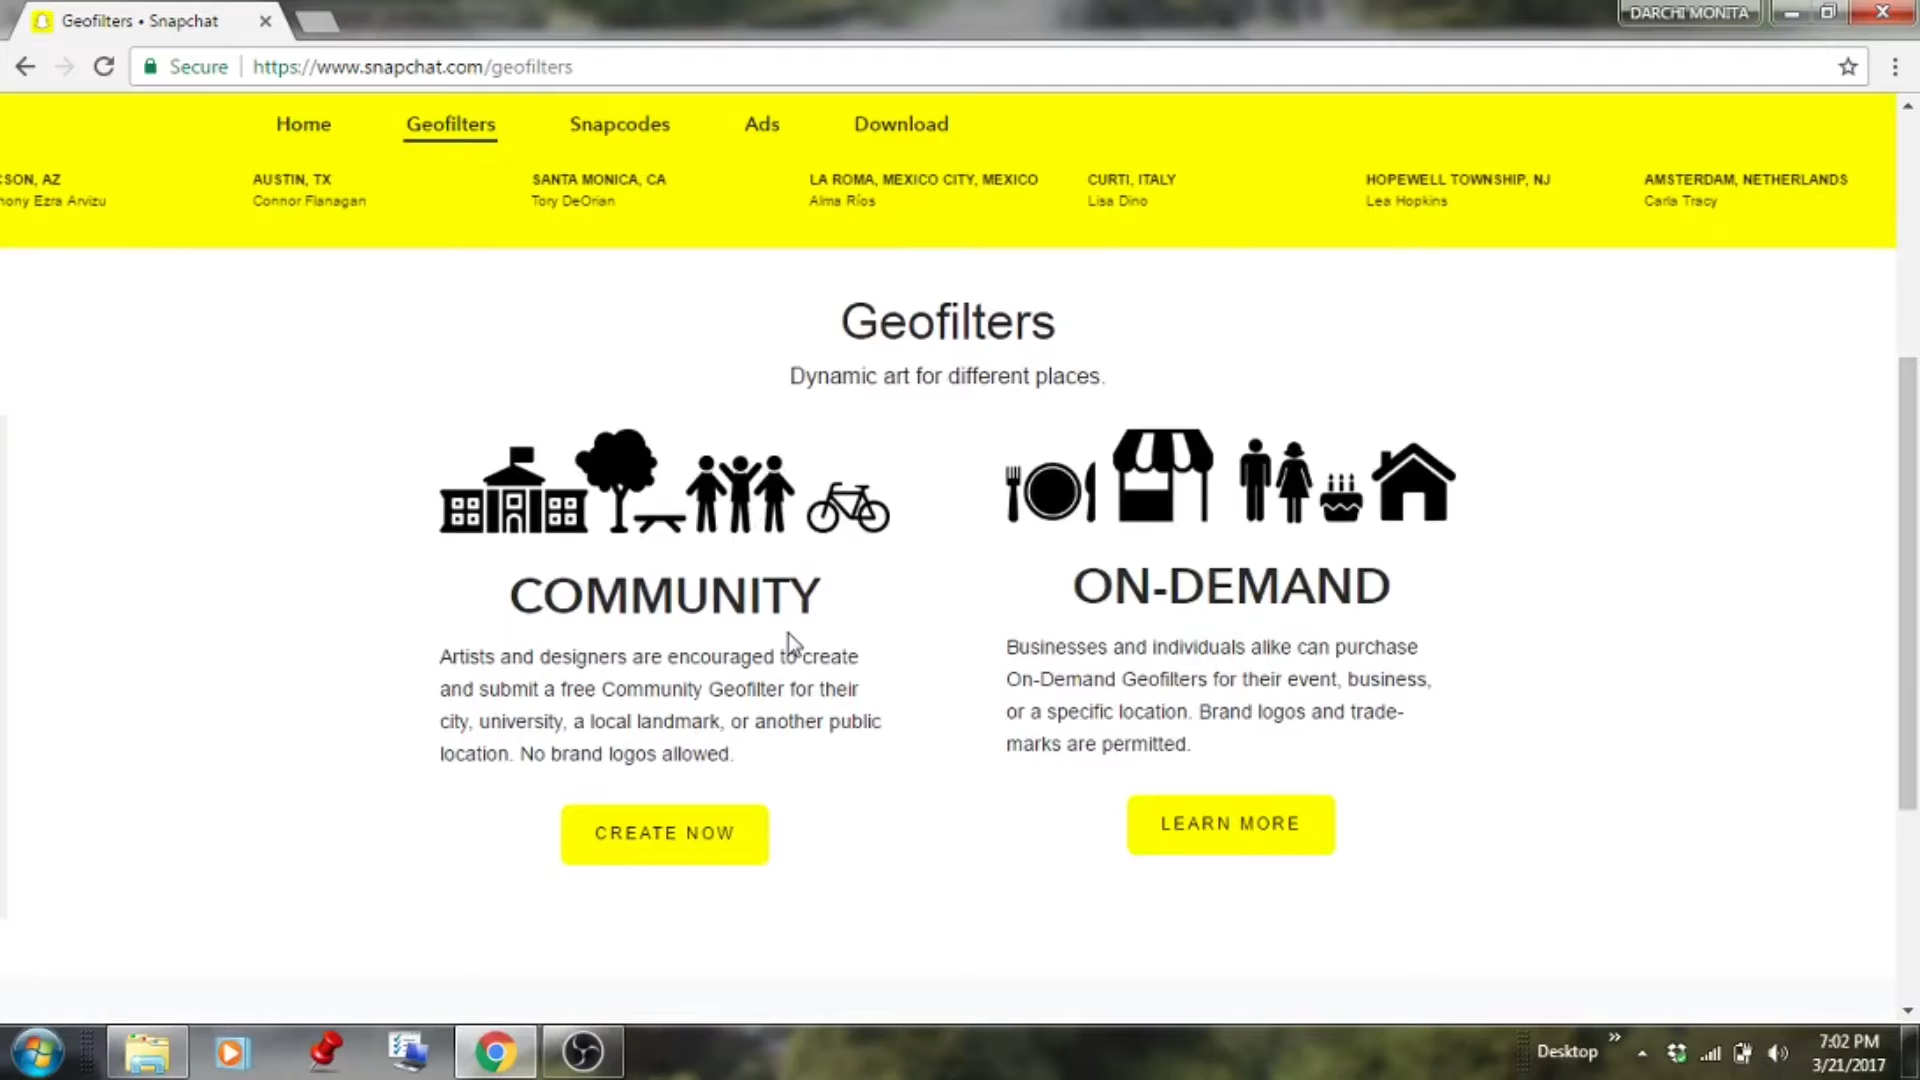 Geofilters • Snapchat
DARCHI MONITA
Secure
https://www.snapchat.com/geofilters
Home Geofilters Snapcodes Ads Download
CSON, AZ
hony Ezra Arvizu
AUSTIN, TX
Connor Flanagan
SANTA MONICA, CA
Tory DeOrian
LA ROMA, MEXICO CITY, MEXICO
Alma Ríos
CURTI, ITALY
Lisa Dino
HOPEWELL TOWNSHIP, NJ
Lea Hopkins
AMSTERDAM, NETHERLANDS
Carla Tracy
Geofilters
Dynamic art for different places.
COMMUNITY
Artists and designers are encouraged to create
and submit a free Community Geofilter for their
city, university, a local landmark, or another public
location. No brand logos allowed.
CREATE NOW
ON-DEMAND
Businesses and individuals alike can purchase
On-Demand Geofilters for their event, business,
or a specific location. Brand logos and trade-
marks are permitted.
LEARN MORE
Desktop
7:02 PM
3/21/2017